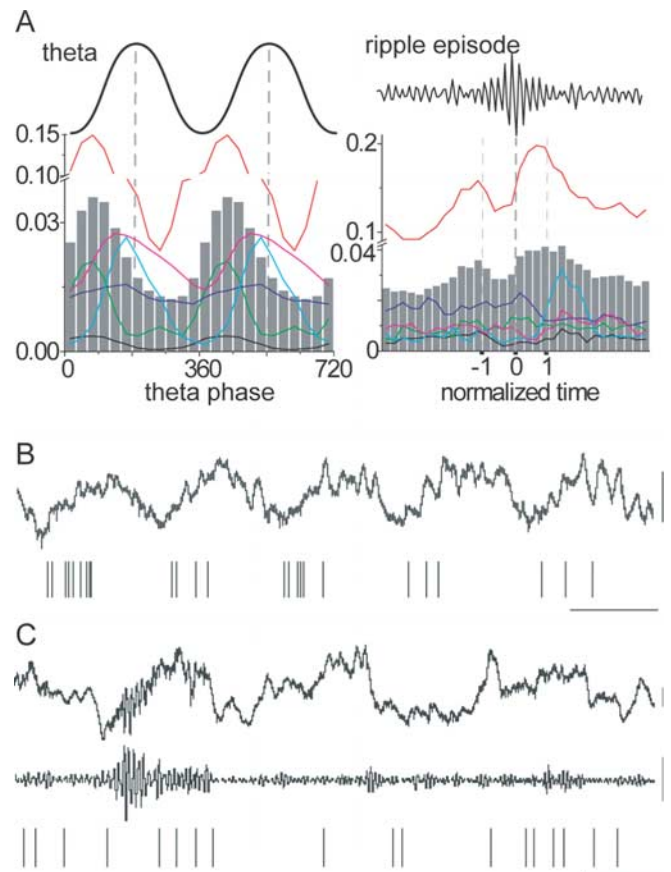 A
theta
ripple episode
0.15
0.10
0.03
0.00
0 360 720
theta phase
0.2
0.1
0.04
0
-1 0 1
normalized time
B
C